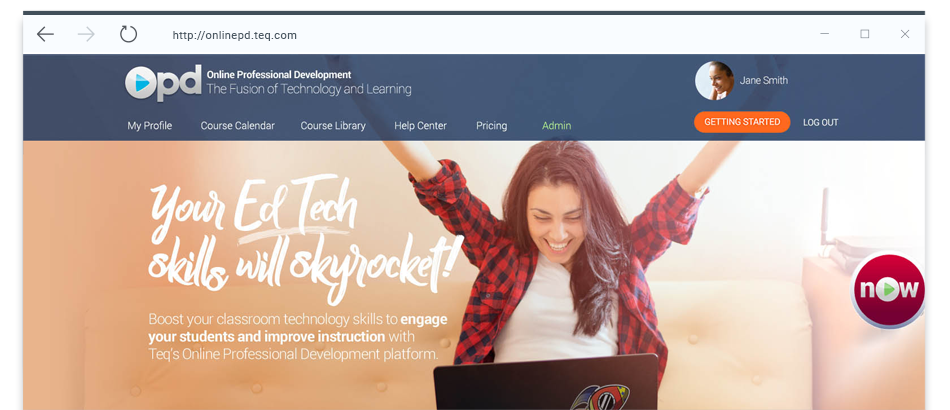 http://onlinepd.teq.com
opd
Online Professional Development
The Fusion of Technology and Learning
Jane Smith
My Profile Course Calendar Course Library Help Center Pricing Admin
GETTING STARTED LOG OUT
Your Ed Tech
skills, will skyrocket!
now
Boost your classroom technology skills to engage
your students and improve instruction with
Teq's Online Professional Development platform.